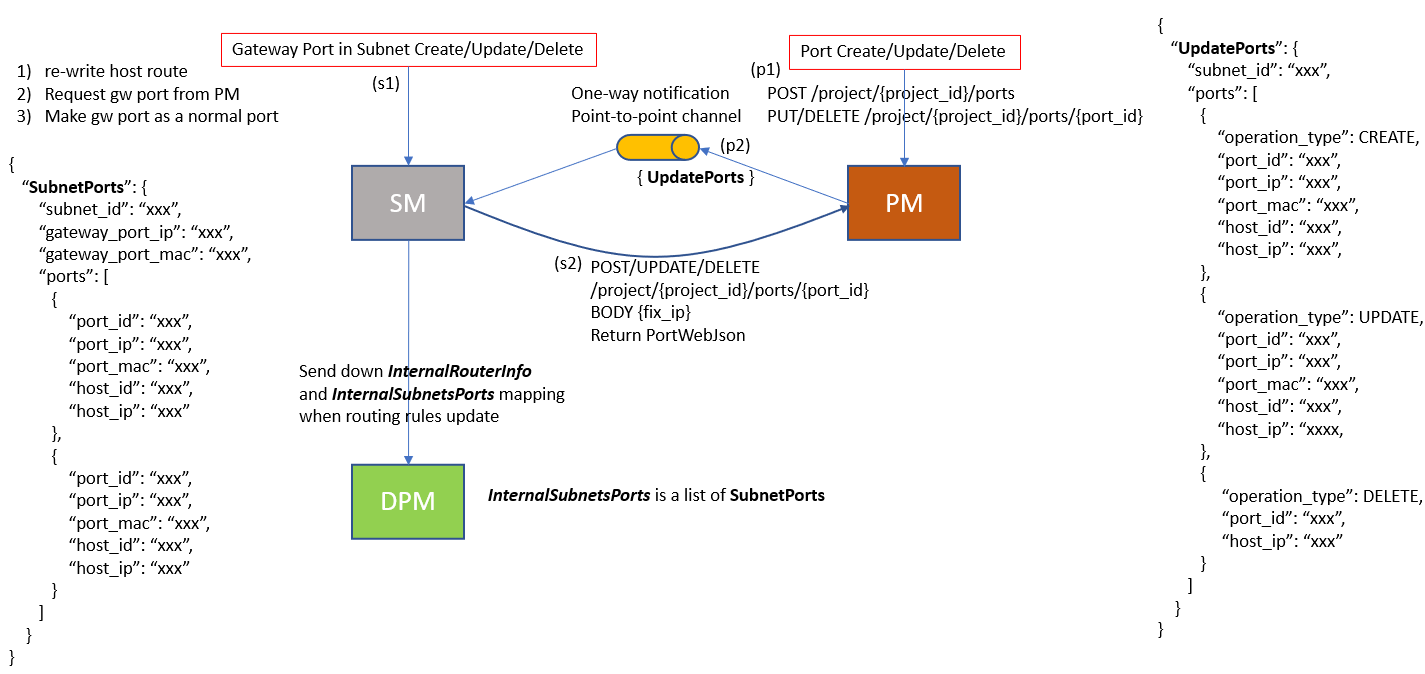 Gateway Port in Subnet Create/Update/Delete
Port Create/Update/Delete
1) re-write host route
2) Request gw port from PM
3) Make gw port as a normal port
(s1)
(p1)
POST /project/{project_id}/ports
PUT/DELETE /project/{project_id}/ports/{port_id}
One-way notification
Point-to-point channel
(p2)
{ UpdatePorts }
SM
PM
(s2)
POST/UPDATE/DELETE
/project/{project_id}/ports/{port_id}
BODY {fix_ip}
Return PortWebJson
Send down InternalRouterInfo
and InternalSubnetsPorts mapping
when routing rules update
DPM
InternalSubnetsPorts is a list of SubnetPorts
{
“SubnetPorts”: {
“subnet_id”: “xxx”,
“gateway_port_ip”: “xxx”,
“gateway_port_mac”: “xxx”,
“ports”: [
{
“port_id”: “xxx”,
“port_ip”: “xxx”,
“port_mac”: “xxx”,
“host_id”: “xxx”,
“host_ip”: “xxx”
},
{
“port_id”: “xxx”,
“port_ip”: “xxx”,
“port_mac”: “xxx”,
“host_id”: “xxx”,
“host_ip”: “xxx”
}
]
}
}
{
“UpdatePorts”: {
“subnet_id”: “xxx”,
“ports”: [
{
“operation_type”: CREATE,
“port_id”: “xxx”,
“port_ip”: “xxx”,
“port_mac”: “xxx”,
“host_id”: “xxx”,
“host_ip”: “xxx”,
},
{
“operation_type”: UPDATE,
“port_id”: “xxx”,
“port_ip”: “xxx”,
“port_mac”: “xxx”,
“host_id”: “xxx”,
“host_ip”: “xxxx,
},
{
“operation_type”: DELETE,
“port_id”: “xxx”,
“host_ip”: “xxx”
}
]
}
}